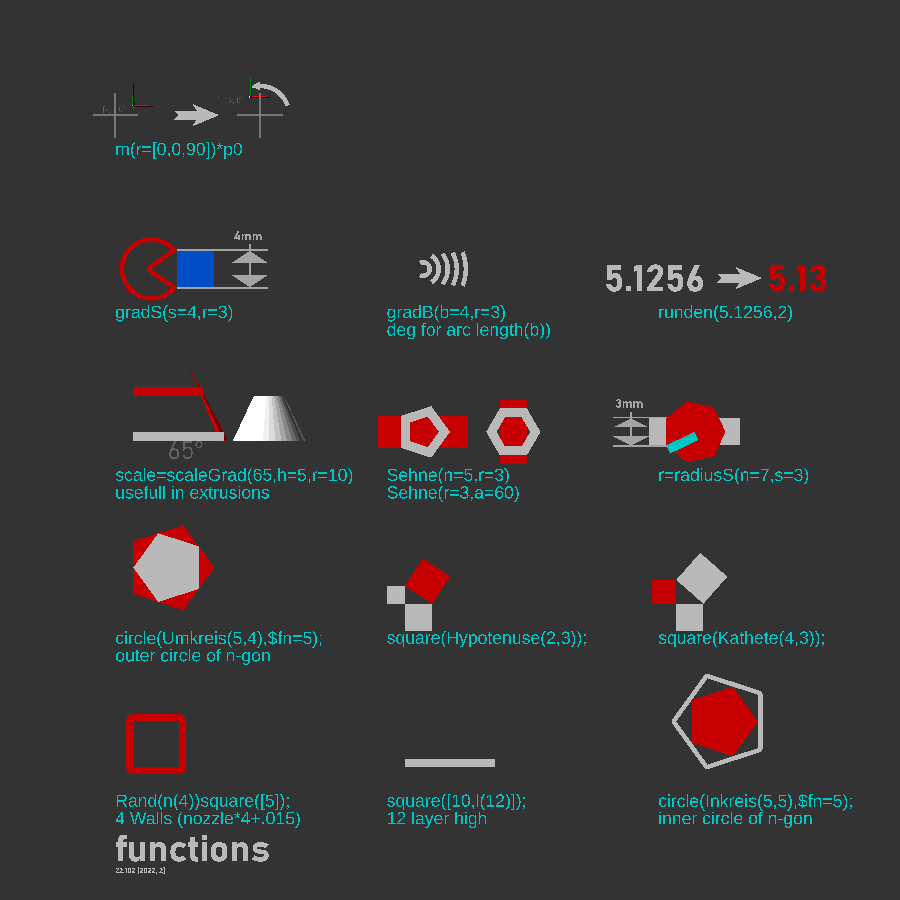 m(r=[0,0,90])*p0
4mm
gradS(s=4,r=3)
gradB(b=4,r=3)
deg for arc length(b))
5.1256 5.13
runden(5.1256,2)
65°
scale=scaleGrad(65,h=5,r=10)
usefull in extrusions
Sehne(n=5,r=3)
Sehne(r=3,a=60)
3mm
r=radiusS(n=7,s=3)
circle(Umkreis(5,4),$fn=5);
outer circle of n-gon
square(Hypotenuse(2,3));
square(Kathete(4,3));
Rand(n(4))square([5]);
4 Walls (nozzle*4+.015)
square([10,l(12)]);
12 layer high
circle(Inkreis(5,5),$fn=5);
inner circle of n-gon
functions
22.102 [2022, 2]